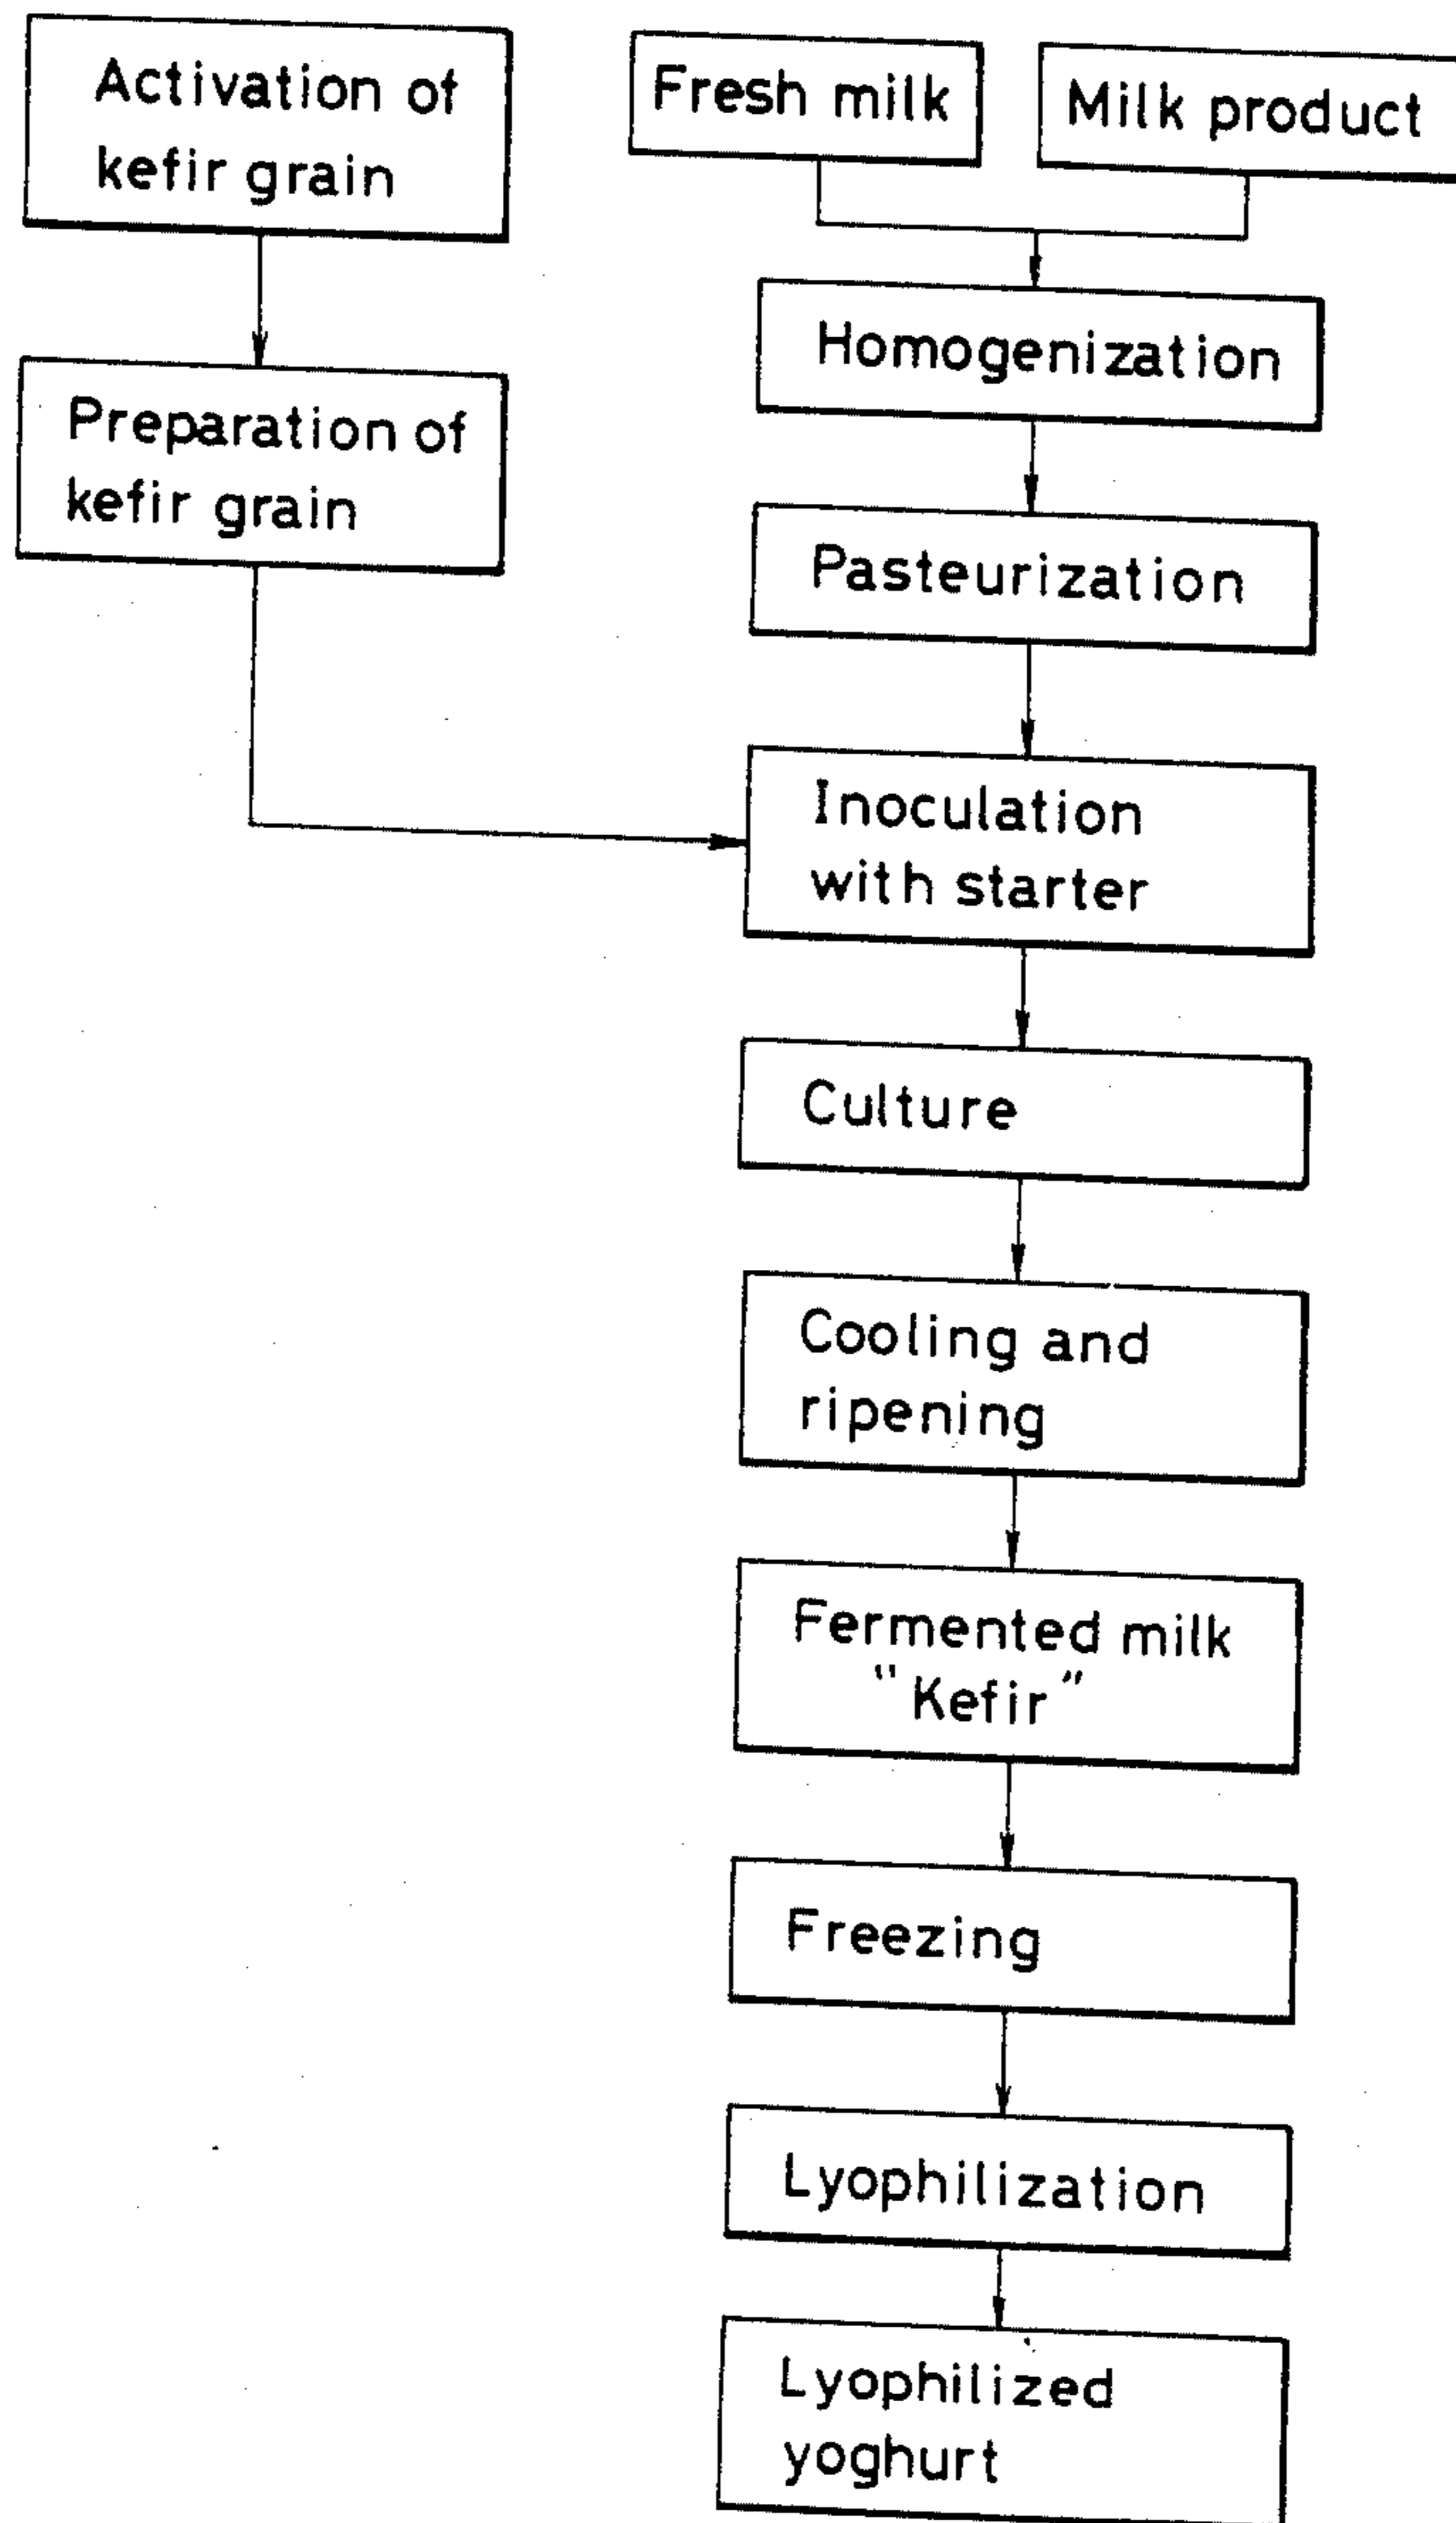 Activation of
kefir grain
Fresh milk
Milk product
Preparation of
kefir grain
Homogenization
Pasteurization
Inoculation
with starter
Culture
Cooling and
ripening
Fermented milk
"Kefir"
Freezing
Lyophilization
Lyophilized
yoghurt